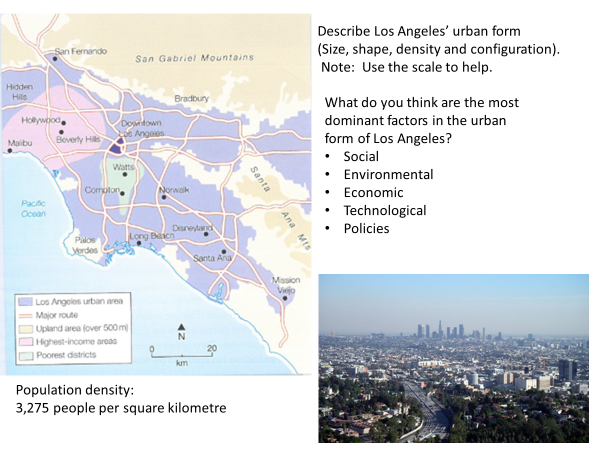 San Fernando
San Gabriel Mountains
Hidden
Hills
Bradbury
Hollywood
Downtown
Los Angeles
Beverly Hills
Malibu
Watts
Santa
Compton
Norwalk
Pacific
Ocean
Ana Mts
Disneyland
Palos
Verdes
Long Beach
Santa Ana
Mission
Viejo
Los Angeles urban area
Major route
Upland area (over 500m)
Highest-income areas
Poorest districts
N
0 20
km
Population density:
3,275 people per square kilometre
Describe Los Angeles’ urban form
(Size, shape, density and configuration).
Note: Use the scale to help.
What do you think are the most
dominant factors in the urban
form of Los Angeles?
• Social
• Environmental
• Economic
• Technological
• Policies